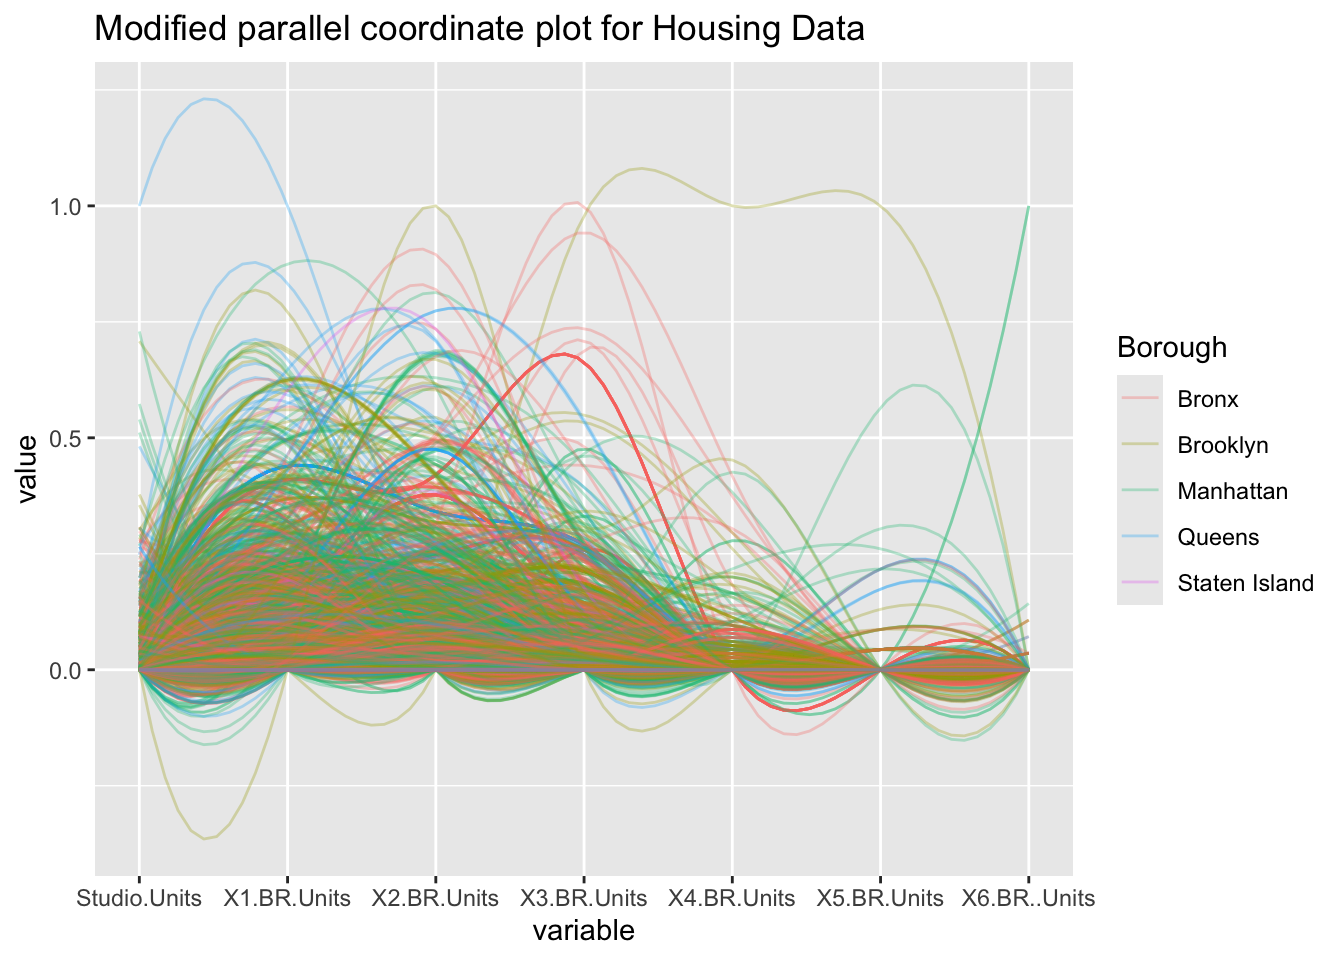 Modified parallel coordinate plot for Housing Data
1.0
0.5
0.0
value
Studio.Units X1.BR.Units X2.BR.Units X3.BR.Units X4.BR.Units X5.BR.Units X6.BR..Units
variable
Borough
Bronx
Brooklyn
Manhattan
Queens
Staten Island